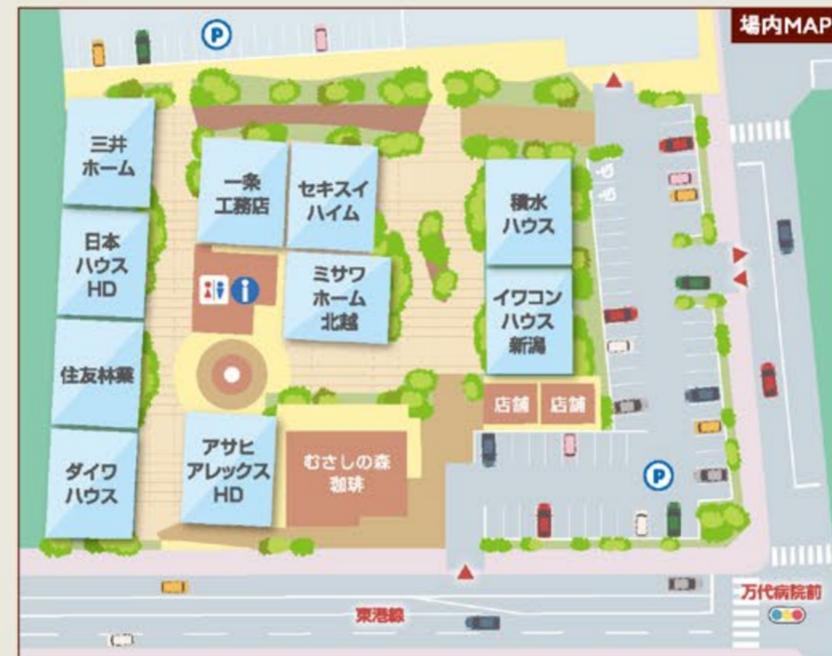 場内MAP
P
三井
ホーム
一条
工務店
セキスイ
ハイム
積水
ハウス
日本
ハウス
HD
ミサワ
ホーム
北越
イワコン
ハウス
新潟
住友林業
店舗 店舗
ダイワ
ハウス
アサヒ
アレックス
HD
むさしの森
珈琲
P
万代病院前
東港線